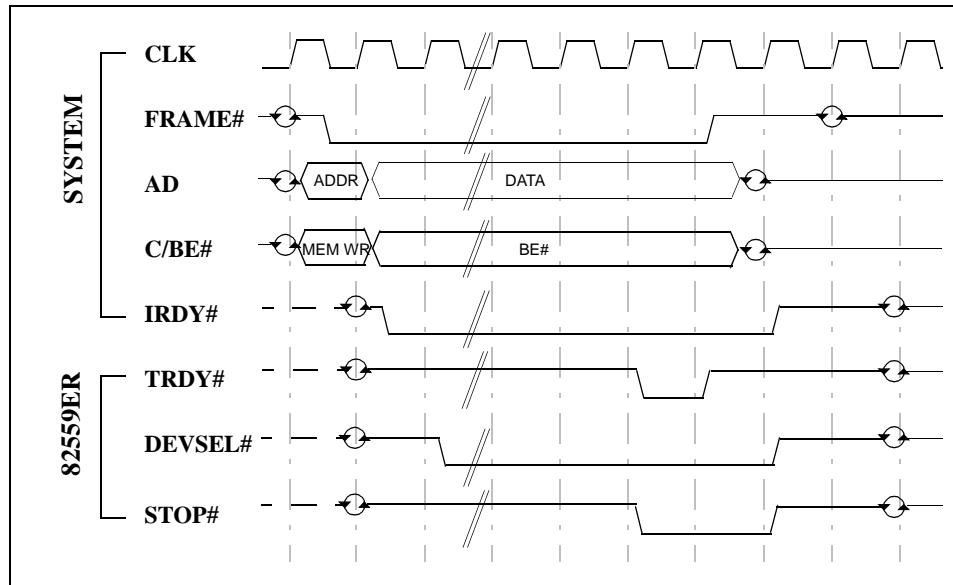 SYSTEM
CLK
FRAME#
AD
ADDR DATA
C/BE#
MEM WR BE#
IRDY#
82559ER
TRDY#
DEVSEL#
STOP#